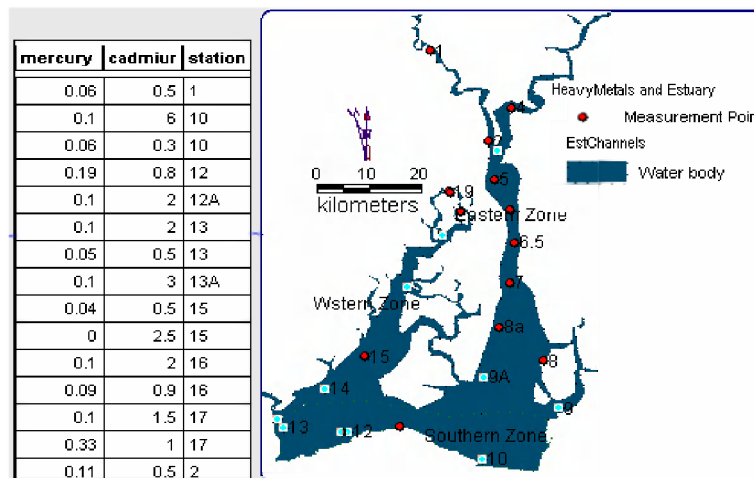 mercury cadmiur station
0.06 0.5 1
0.1 6 10
0.06 0.3 10
0.19 0.8 12
0.1 2 12A
0.1 2 13
0.05 0.5 13
0.1 3 13A
0.04 0.5 15
0 2.5 15
0.1 2 16
0.09 0.9 16
0.1 1.5 17
0.33 1 17
0.11 0.5 2
1
HeavyMetals and Estuary
Measurement Poin
EstChannels
Water body
4
2
0 10 20
kilometers
5
19
Eastern Zone
6.5
7
Wstern Zone
8a
15
8
9A
14
9
13
12
Southern Zone
10